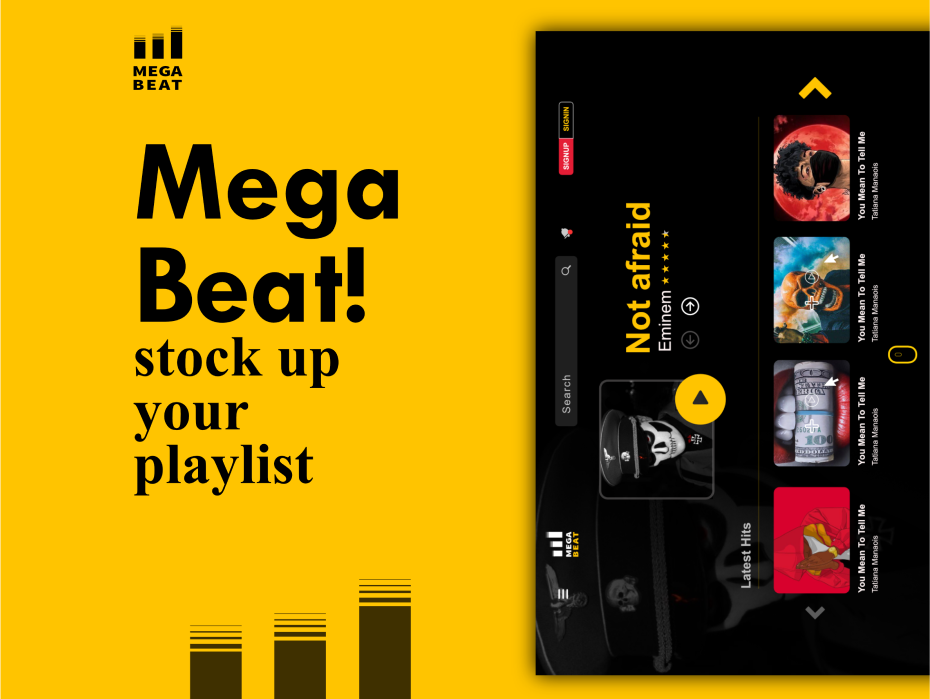 MEGA
BEAT
Mega
Beat!
stock up
your
playlist
MEGA
BEAT
Search
SIGNUP
SIGNIN
Not afraid
Eminem
Latest Hits
You Mean To Tell Me
Tatiana Manaois
You Mean To Tell Me
Tatiana Manaois
You Mean To Tell Me
Tatiana Manaois
You Mean To Tell Me
Tatiana Manaois
100